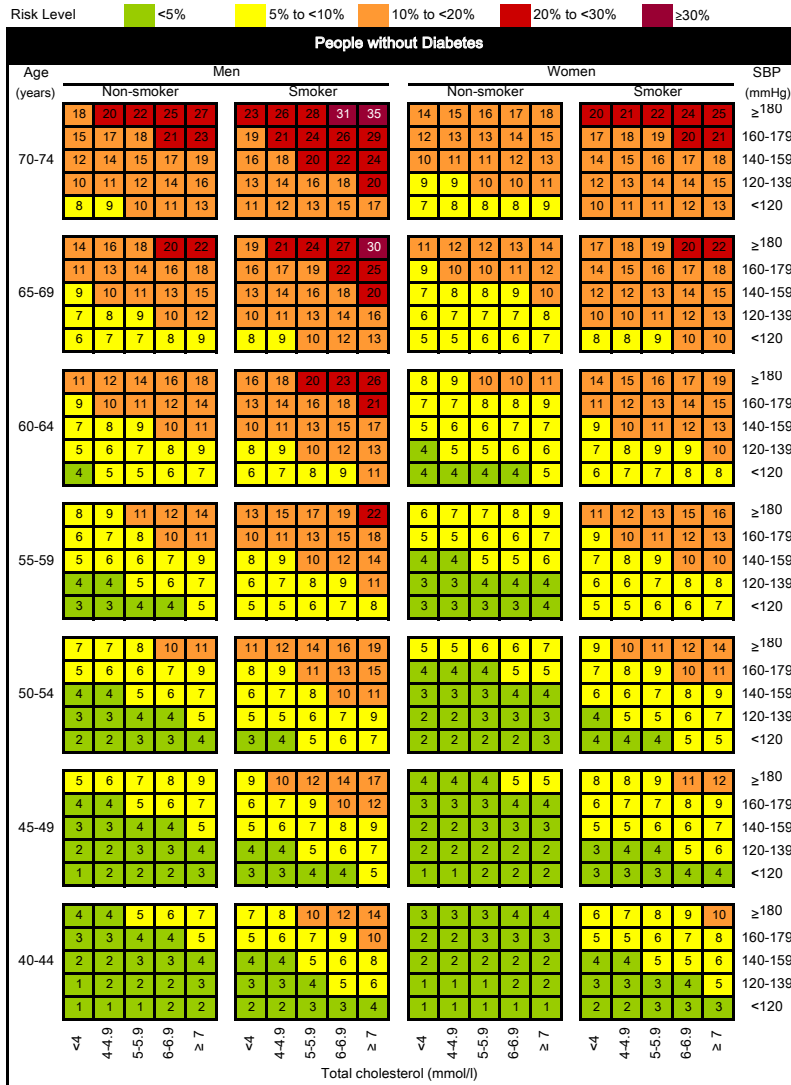 Risk Level <5% 5% to <10% 10% to <20% 20% to <30% ≥30%
People without Diabetes
Age Men Women SBP
(years) Non-smoker Smoker Non-smoker Smoker (mmHg)
18 20 22 25 27 23 26 28 31 35 14 15 16 17 18 20 21 22 24 25 ≥180
15 17 18 21 23 19 21 24 26 29 12 13 13 14 15 17 18 19 20 21 160-179
70-74 12 14 15 17 19 16 18 20 22 24 10 11 11 12 13 14 15 16 17 18 140-159
10 11 12 14 16 13 14 16 18 20 9 9 10 10 11 12 13 14 14 15 120-139
8 9 10 11 13 11 12 13 15 17 7 8 8 8 9 10 11 11 12 13 <120
14 16 18 20 22 19 21 24 27 30 11 12 12 13 14 17 18 19 20 22 ≥180
11 13 14 16 18 16 17 19 22 25 9 10 10 11 12 14 15 16 17 18 160-179
65-69 9 10 11 13 15 13 14 16 18 20 7 8 8 9 10 12 12 13 14 15 140-159
7 8 9 10 12 10 11 13 14 16 6 7 7 7 8 10 10 11 12 13 120-139
6 7 7 8 9 8 9 10 12 13 5 5 6 6 7 8 8 9 10 10 <120
11 12 14 16 18 16 18 20 23 26 8 9 10 10 11 14 15 16 17 19 ≥180
9 10 11 12 14 13 14 16 18 21 7 7 8 8 9 11 12 13 14 15 160-179
60-64 7 8 9 10 11 10 11 13 15 17 5 6 6 7 7 9 10 11 12 13 140-159
5 6 7 8 9 8 9 10 12 13 4 5 5 6 6 7 8 9 9 10 120-139
4 5 5 6 7 6 7 8 9 11 4 4 4 4 5 6 7 7 8 8 <120
8 9 11 12 14 13 15 17 19 22 6 7 7 8 9 11 12 13 15 16 ≥180
6 7 8 10 11 10 11 13 15 18 5 5 6 6 7 9 10 11 12 13 160-179
55-59 5 6 6 7 9 8 9 10 12 14 4 4 5 5 6 7 8 9 10 10 140-159
4 4 5 6 7 6 7 8 9 11 3 3 4 4 4 6 6 7 8 8 120-139
3 3 4 4 5 5 5 6 7 8 3 3 3 3 4 5 5 6 6 7 <120
7 7 8 10 11 11 12 14 16 19 5 5 6 6 7 9 10 11 12 14 ≥180
5 6 6 7 9 8 9 11 13 15 4 4 4 5 5 7 8 9 10 11 160-179
50-54 4 4 5 6 7 6 7 8 10 11 3 3 3 4 4 6 6 7 8 9 140-159
3 3 4 4 5 5 5 6 7 9 2 2 3 3 3 4 5 5 6 7 120-139
2 2 3 3 4 3 4 5 6 7 2 2 2 2 3 4 4 4 5 5 <120
5 6 7 8 9 9 10 12 14 17 4 4 4 5 5 8 8 9 11 12 ≥180
4 4 5 6 7 6 7 9 10 12 3 3 3 4 4 6 7 7 8 9 160-179
45-49 3 3 4 4 5 5 6 7 8 9 2 2 3 3 3 5 5 6 6 7 140-159
2 2 3 3 4 4 4 5 6 7 2 2 2 2 2 3 4 4 5 6 120-139
1 2 2 2 3 3 3 4 4 5 1 1 2 2 2 3 3 3 4 4 <120
4 4 5 6 7 7 8 10 12 14 3 3 3 4 4 6 7 8 9 10 ≥180
3 3 4 4 5 5 6 7 9 10 2 2 2 3 3 5 5 6 7 8 160-179
40-44 2 2 3 3 4 4 4 5 6 8 2 2 2 2 2 4 4 5 5 6 140-159
1 2 2 2 3 3 3 4 5 6 1 1 1 2 2 3 3 3 4 5 120-139
1 1 1 2 2 2 2 3 3 4 1 1 1 1 1 2 2 3 3 3 <120
<4 4-4.9 5-5.9 6-6.9 ≥ 7 <4 4-4.9 5-5.9 6-6.9 ≥ 7 <4 4-4.9 5-5.9 6-6.9 ≥ 7 <4 4-4.9 5-5.9 6-6.9 ≥ 7
Total cholesterol (mmol/l)